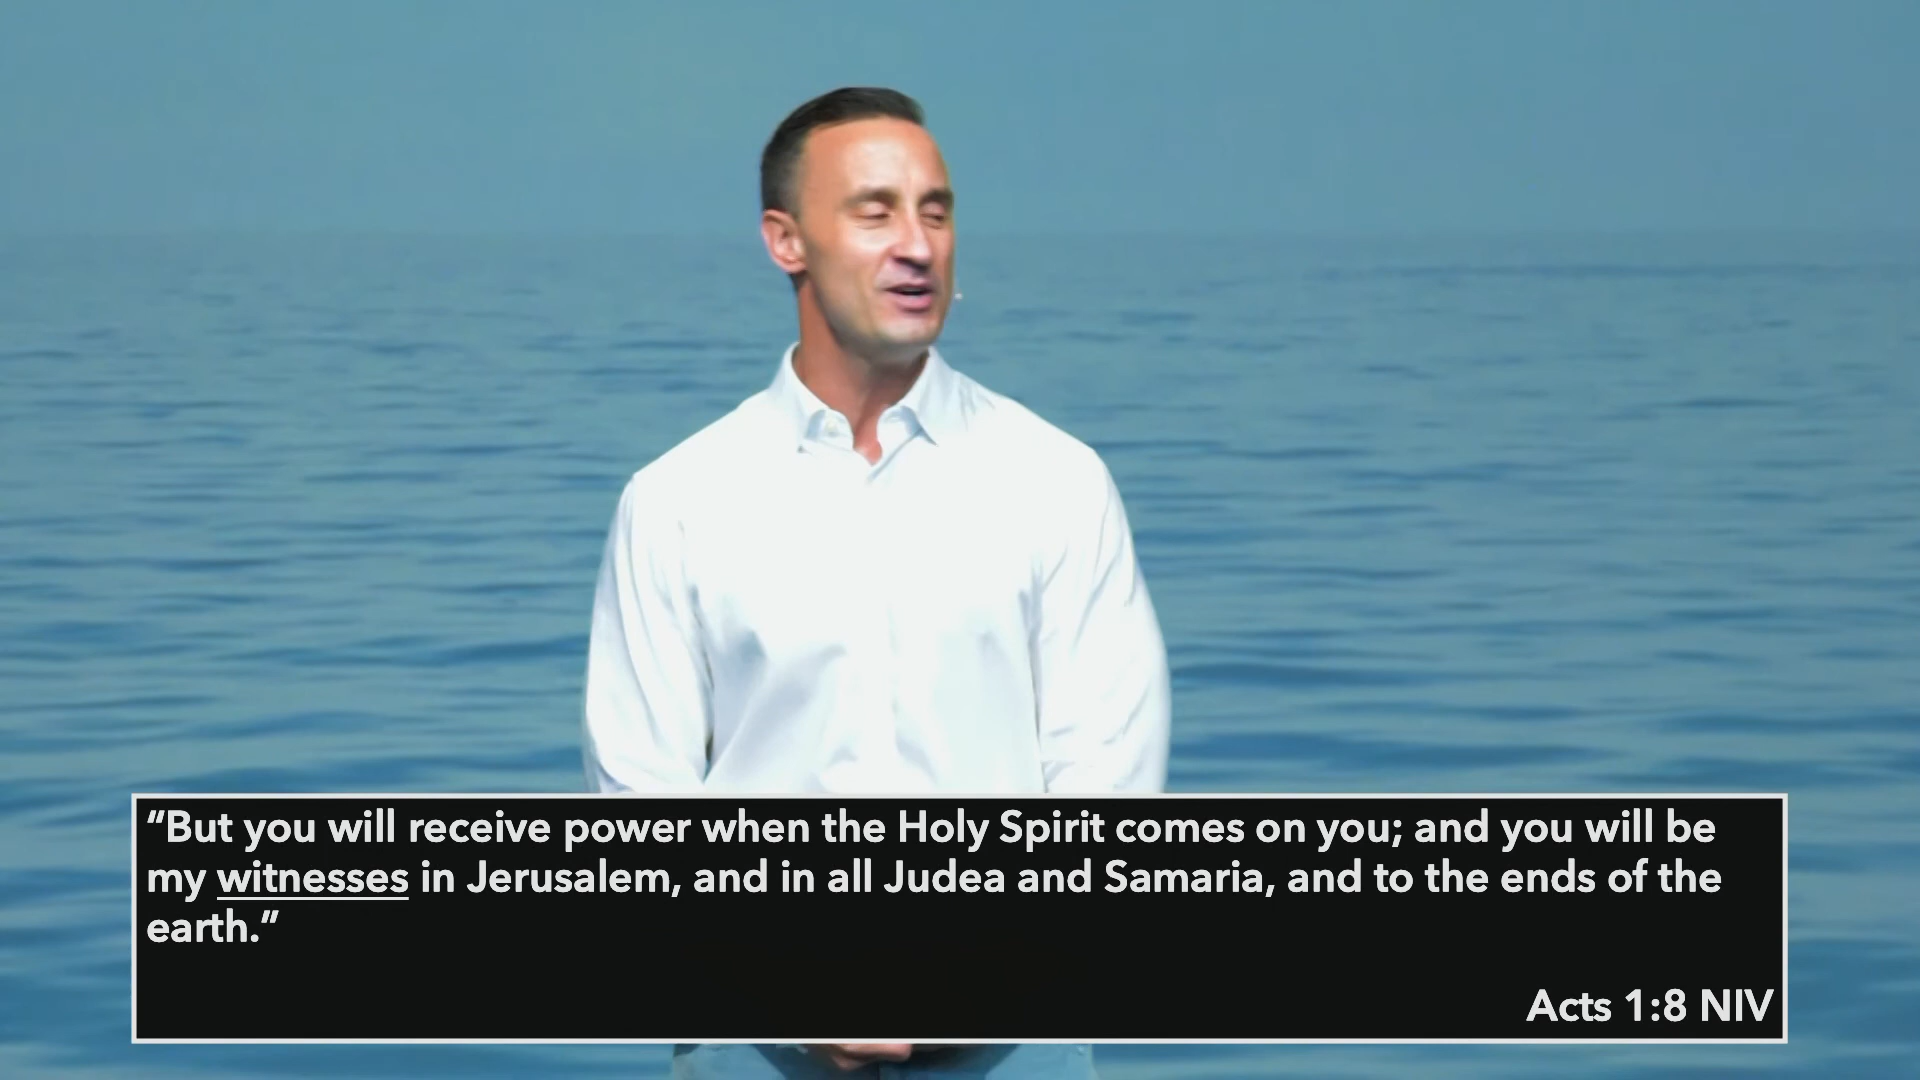 “But you will receive power when the Holy Spirit comes on you; and you will be
my witnesses in Jerusalem, and in all Judea and Samaria, and to the ends of the
earth.”
Acts 1:8 NIV